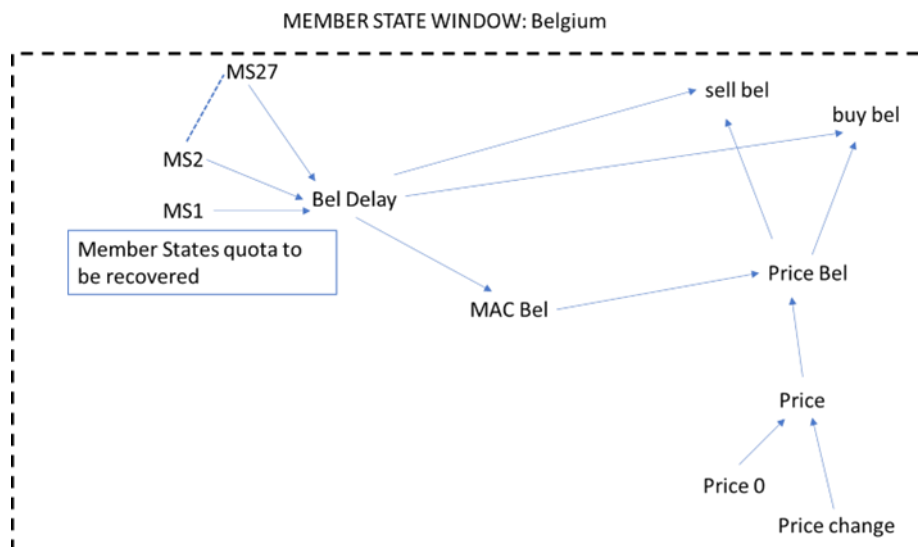 MEMBER STATE WINDOW: Belgium
MS27
sell bel
buy bel
MS2
Bel Delay
MS1
Member States quota to
be recovered
Price Bel
MAC Bel
Price
Price 0
Price change